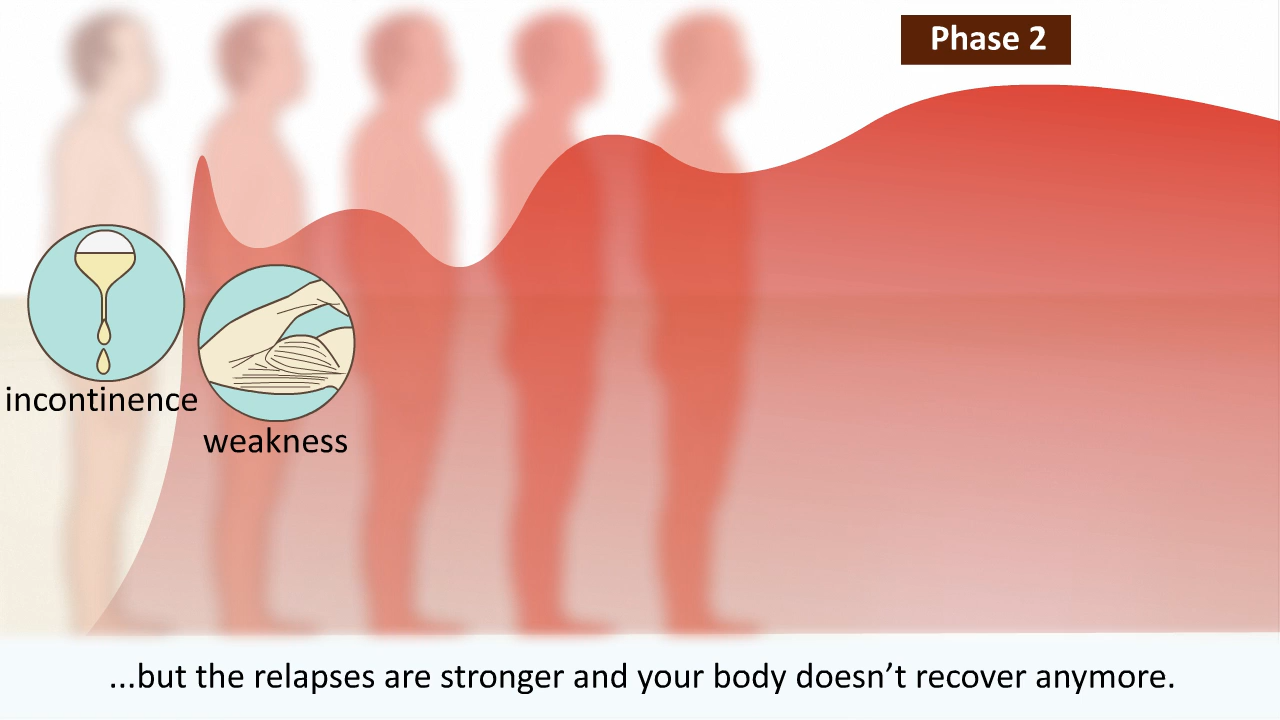 Phase 2
incontinence
weakness
...but the relapses are stronger and your body doesn’t recover anymore.